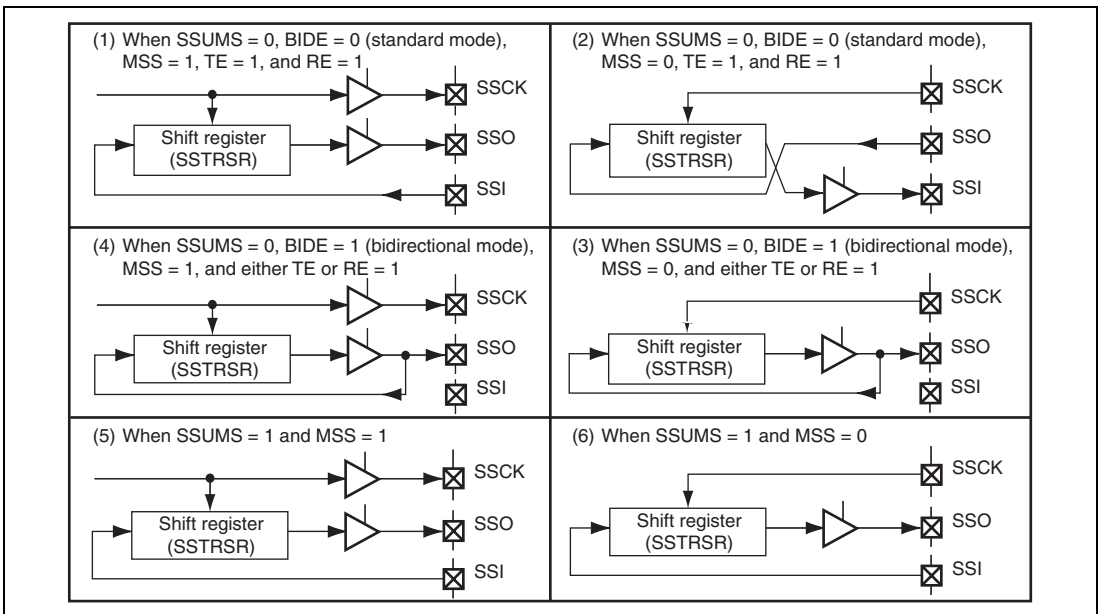 (1) When SSUMS = 0, BIDE = 0 (standard mode),
MSS = 1, TE = 1, and RE = 1
SSCK
Shift register
(SSTRSR)
SSO
SSI
(2) When SSUMS = 0, BIDE = 0 (standard mode),
MSS = 0, TE = 1, and RE = 1
SSCK
Shift register
(SSTRSR)
SSO
SSI
(4) When SSUMS = 0, BIDE = 1 (bidirectional mode),
MSS = 1, and either TE or RE = 1
SSCK
Shift register
(SSTRSR)
SSO
SSI
(3) When SSUMS = 0, BIDE = 1 (bidirectional mode),
MSS = 0, and either TE or RE = 1
SSCK
Shift register
(SSTRSR)
SSO
SSI
(5) When SSUMS = 1 and MSS = 1
SSCK
Shift register
(SSTRSR)
SSO
SSI
(6) When SSUMS = 1 and MSS = 0
SSCK
Shift register
(SSTRSR)
SSO
SSI